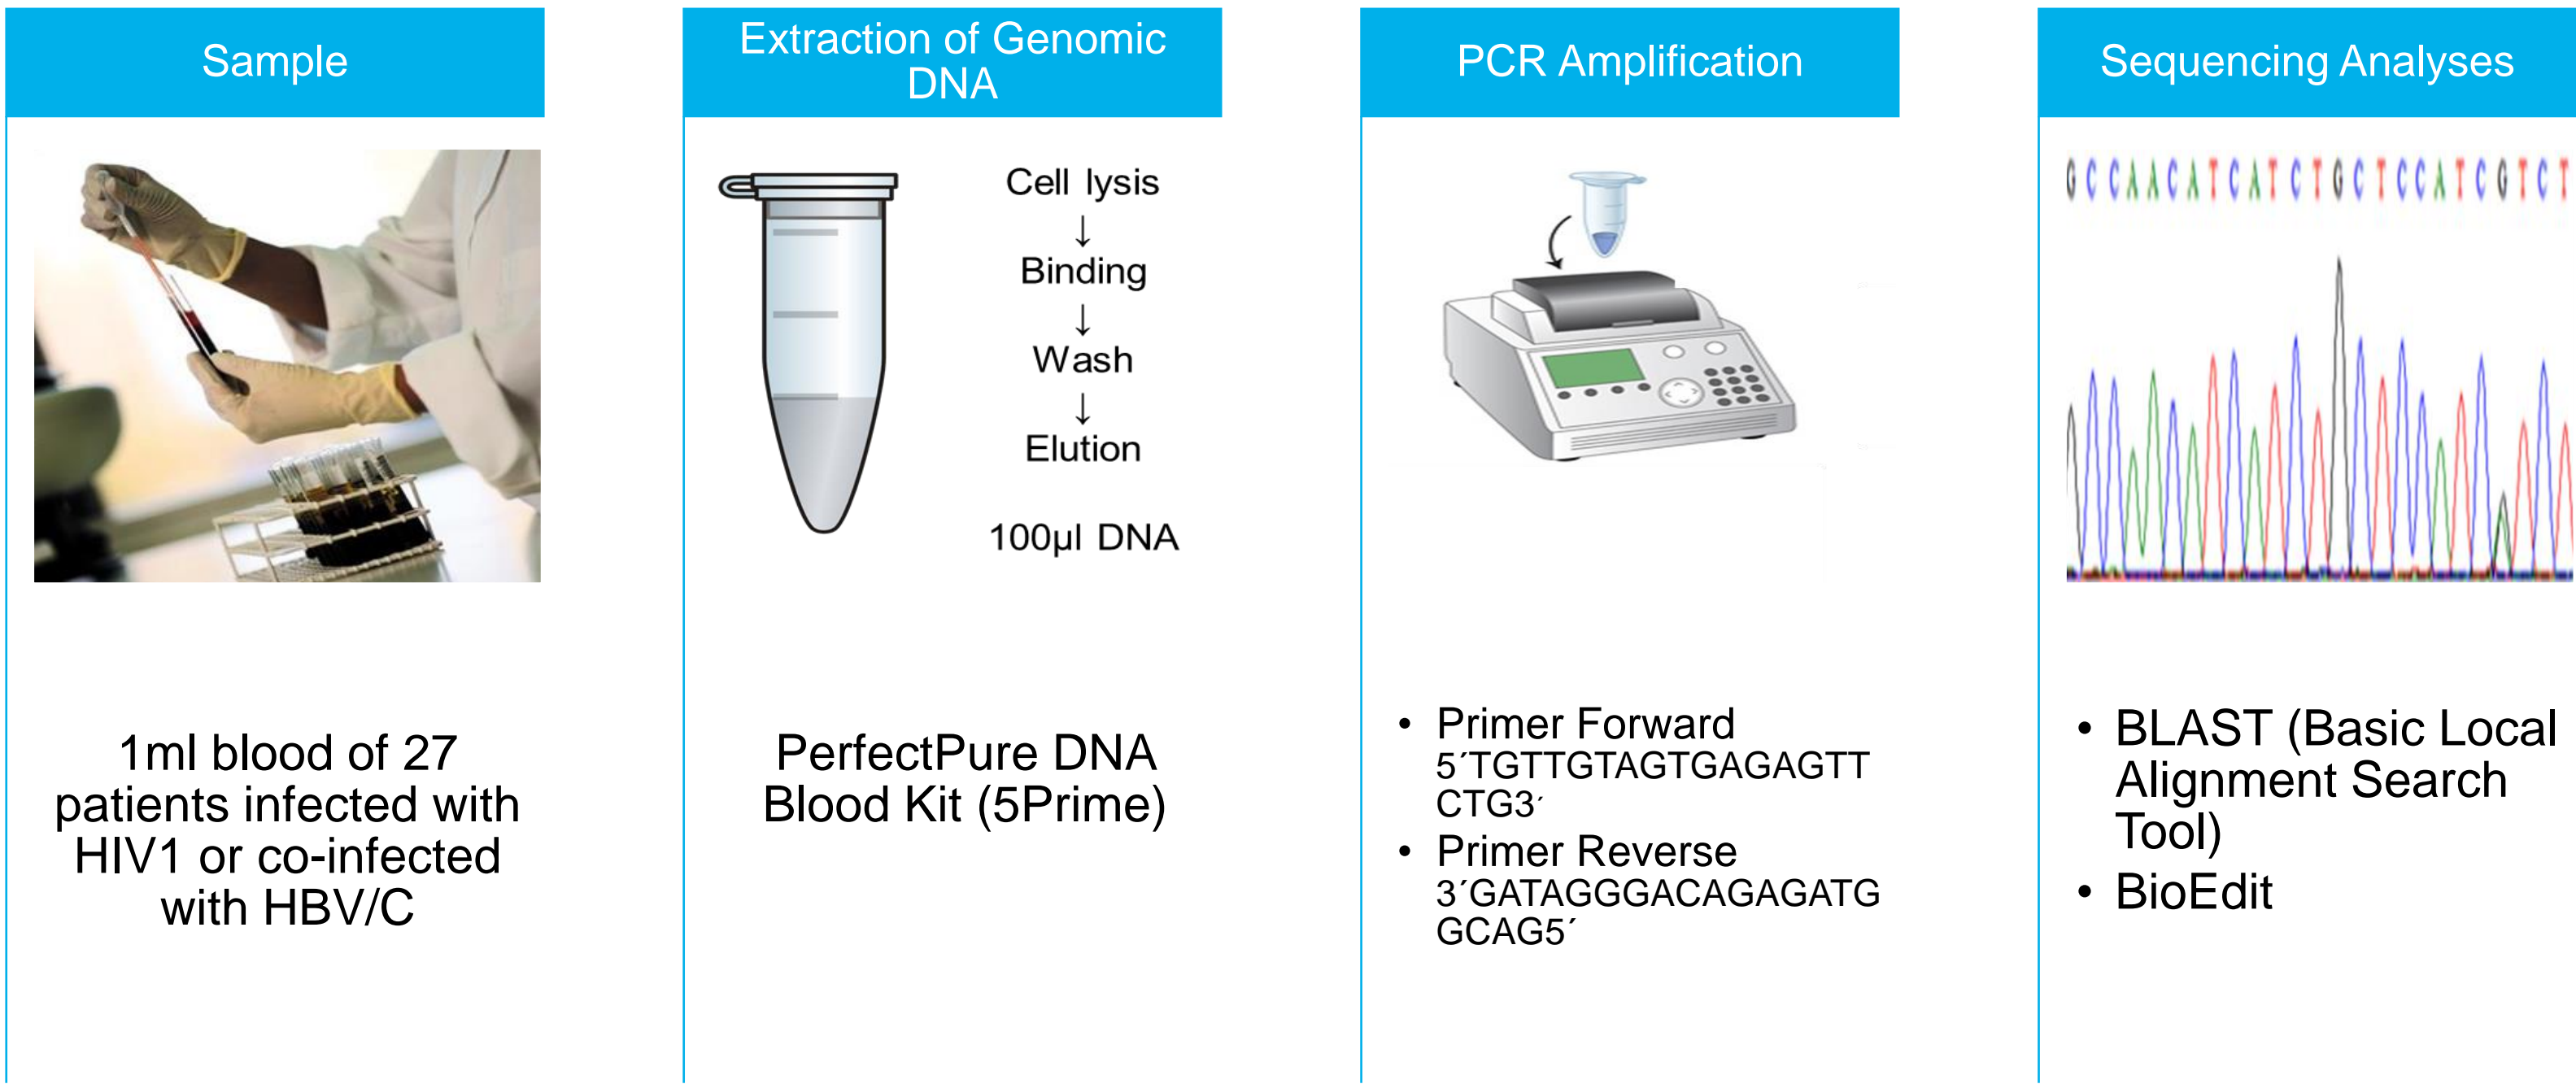 Sample
1ml blood of 27
patients infected with
HIV1 or co-infected
with HBV/C
Extraction of Genomic
DNA
Cell lysis
↓
Binding
↓
Wash
↓
Elution
100µl DNA
PerfectPure DNA
Blood Kit (5Prime)
PCR Amplification
• Primer Forward
5´TGTTGTAGTGAGAGTT
CTG3´
• Primer Reverse
3´GATAGGGACAGAGATG
GCAG5´
Sequencing Analyses
G C C A A C A T C A T C T G C T C C A T C G T C T
• BLAST (Basic Local
Alignment Search
Tool)
• BioEdit